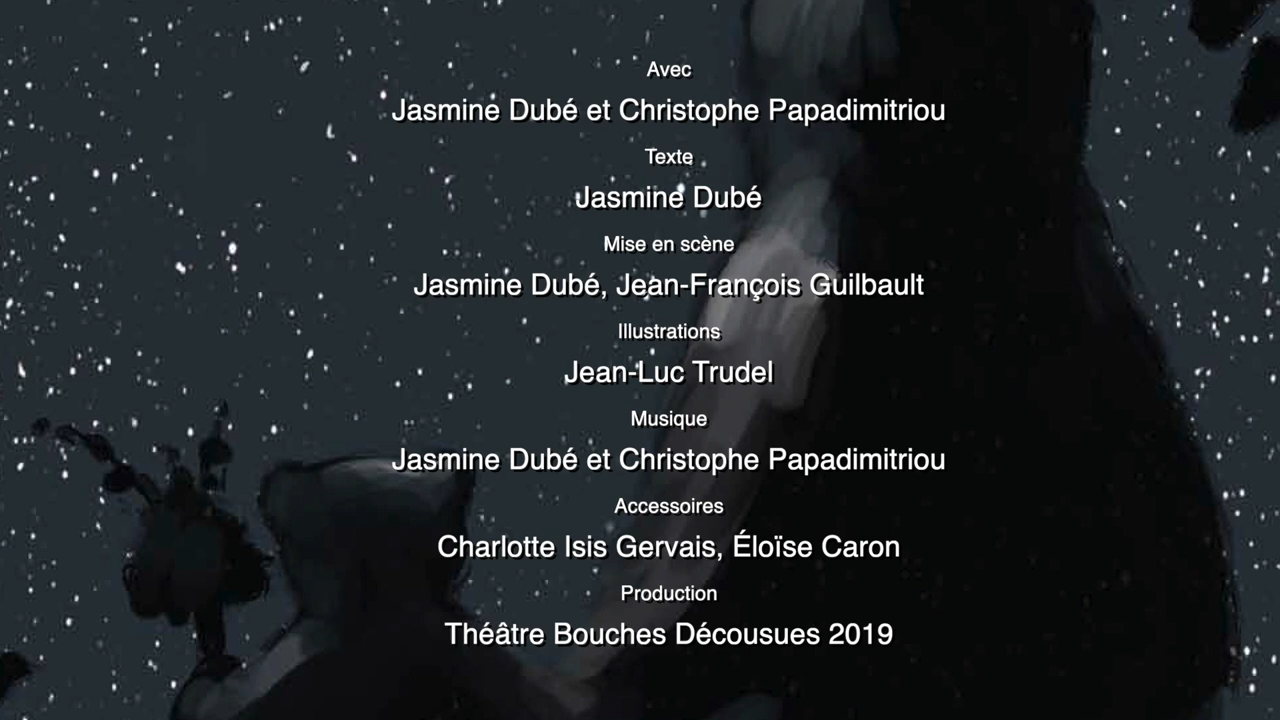 Avec
Jasmine Dubé et Christophe Papadimitriou
Texte
Jasmine Dubé
Mise en scène
Jasmine Dubé, Jean-François Guilbault
Illustrations
Jean-Luc Trudel
Musique
Jasmine Dubé et Christophe Papadimitriou
Accessoires
Charlotte Isis Gervais, Éloïse Caron
Production
Théâtre Bouches Décousues 2019